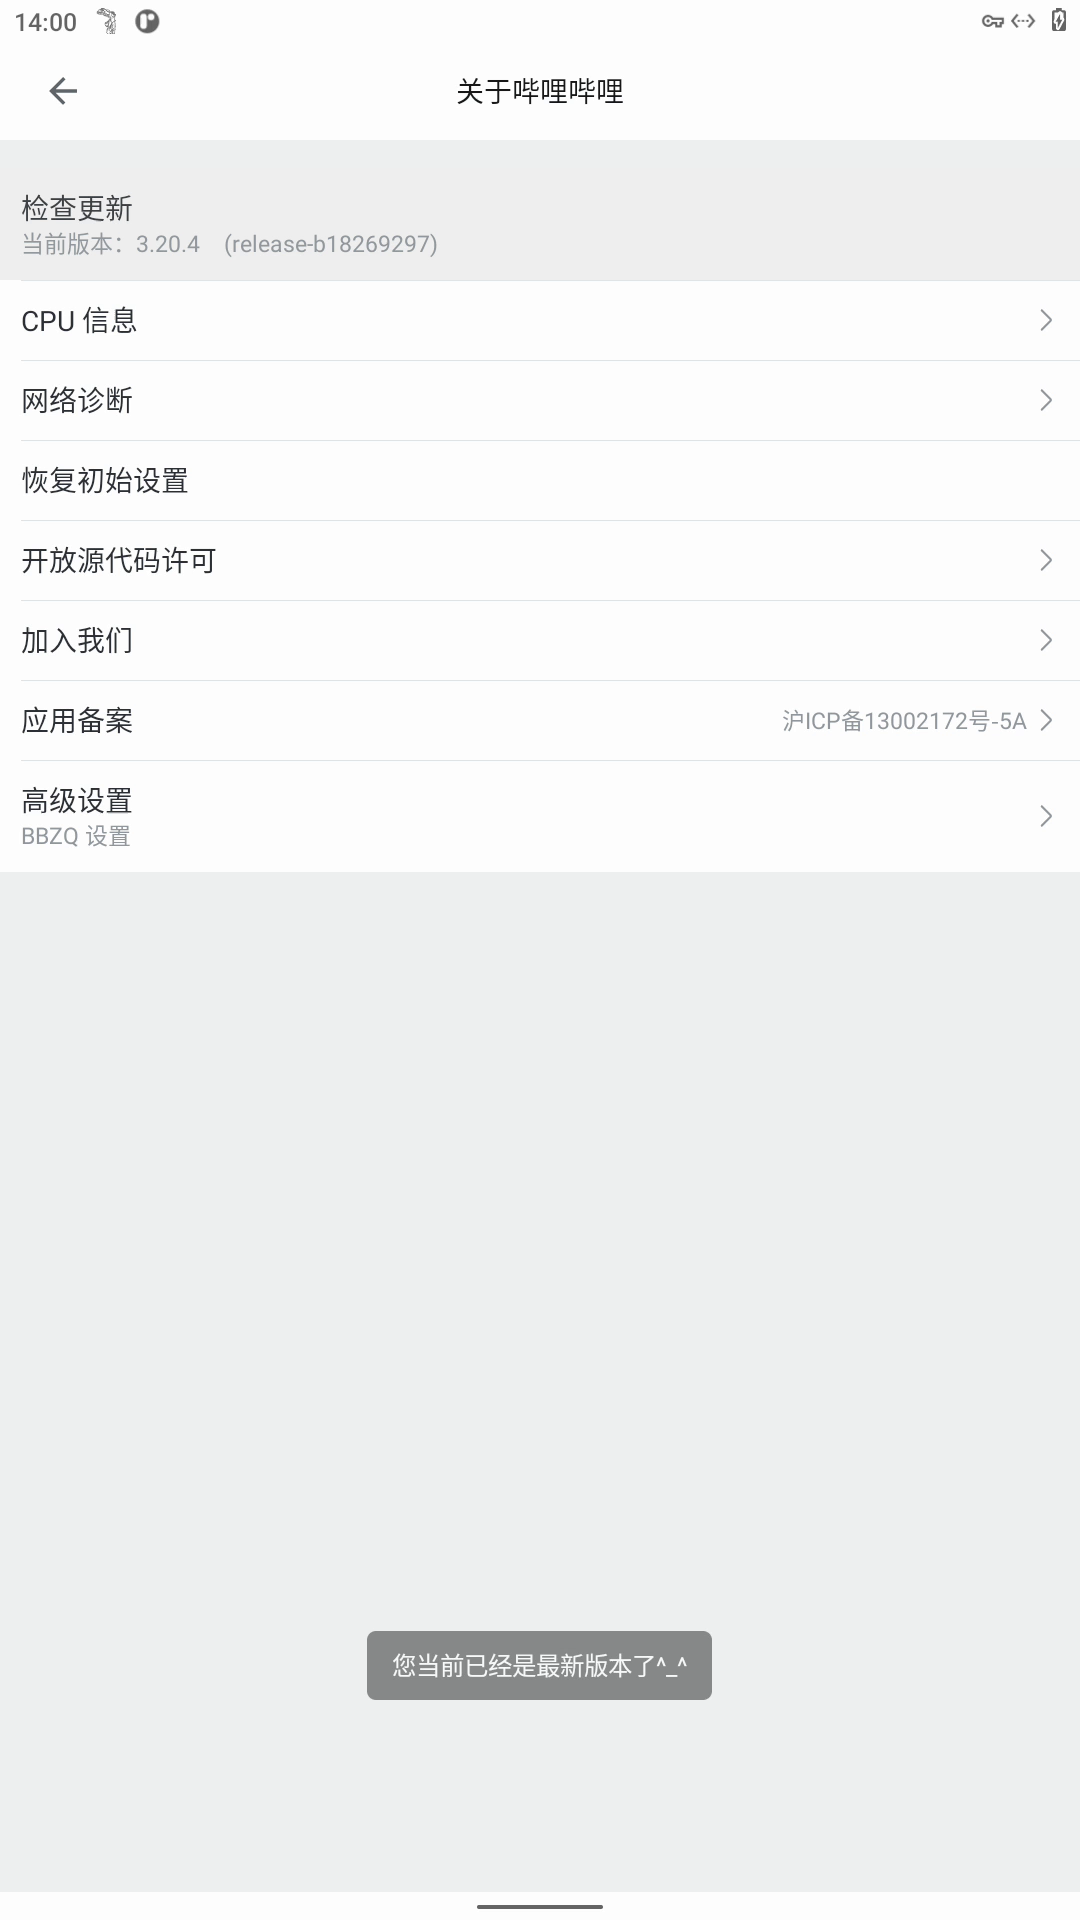 14:00
关于哔哩哔哩
检查更新
当前版本：3.20.4 (release-b18269297)
CPU 信息
网络诊断
恢复初始设置
开放源代码许可
加入我们
应用备案 沪ICP备13002172号-5A
高级设置
BBZQ 设置
您当前已经是最新版本了^_^